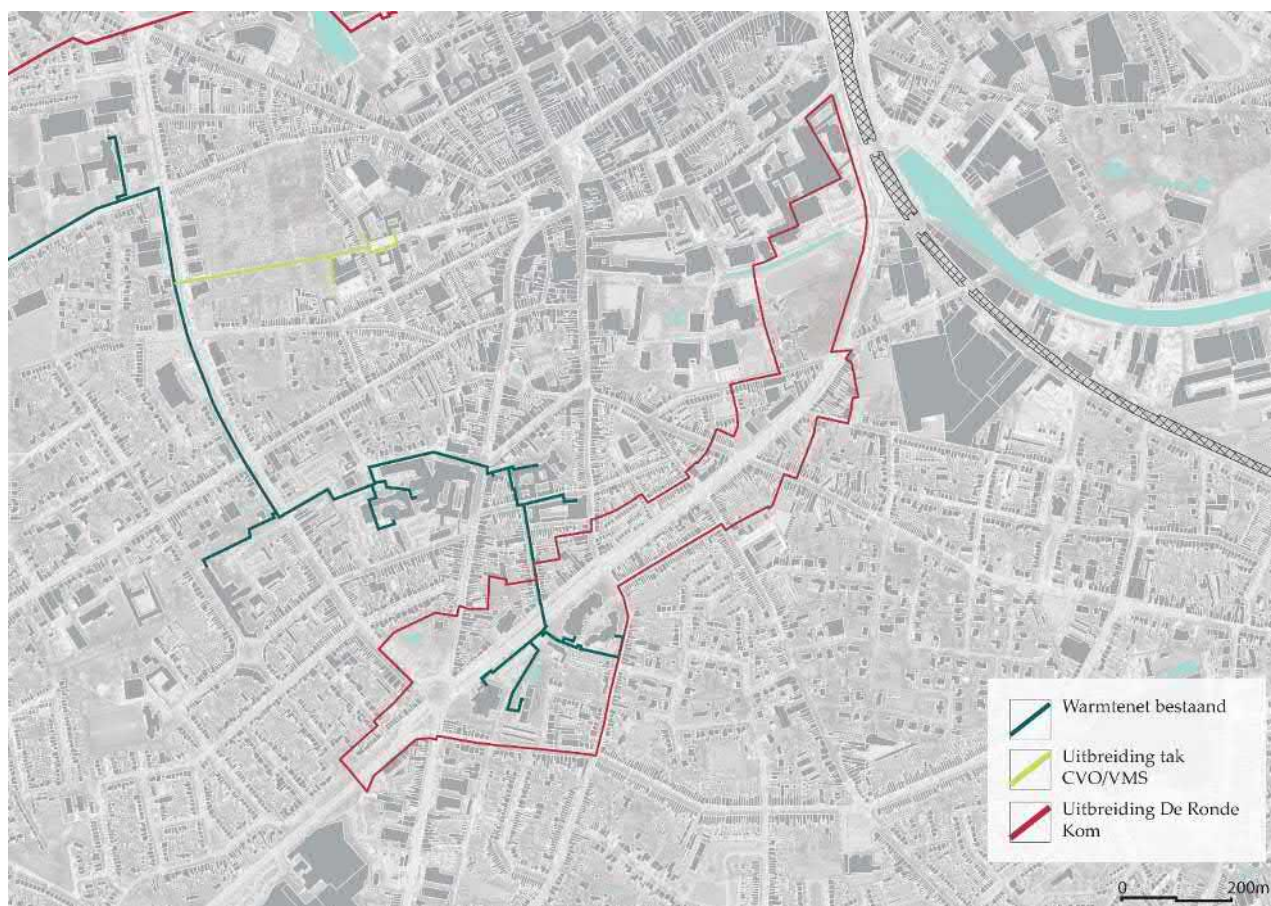 Warmtenet bestaand
Uitbreiding tak
CVO/VMS
Uitbreiding De Ronde
Kom
0 200m